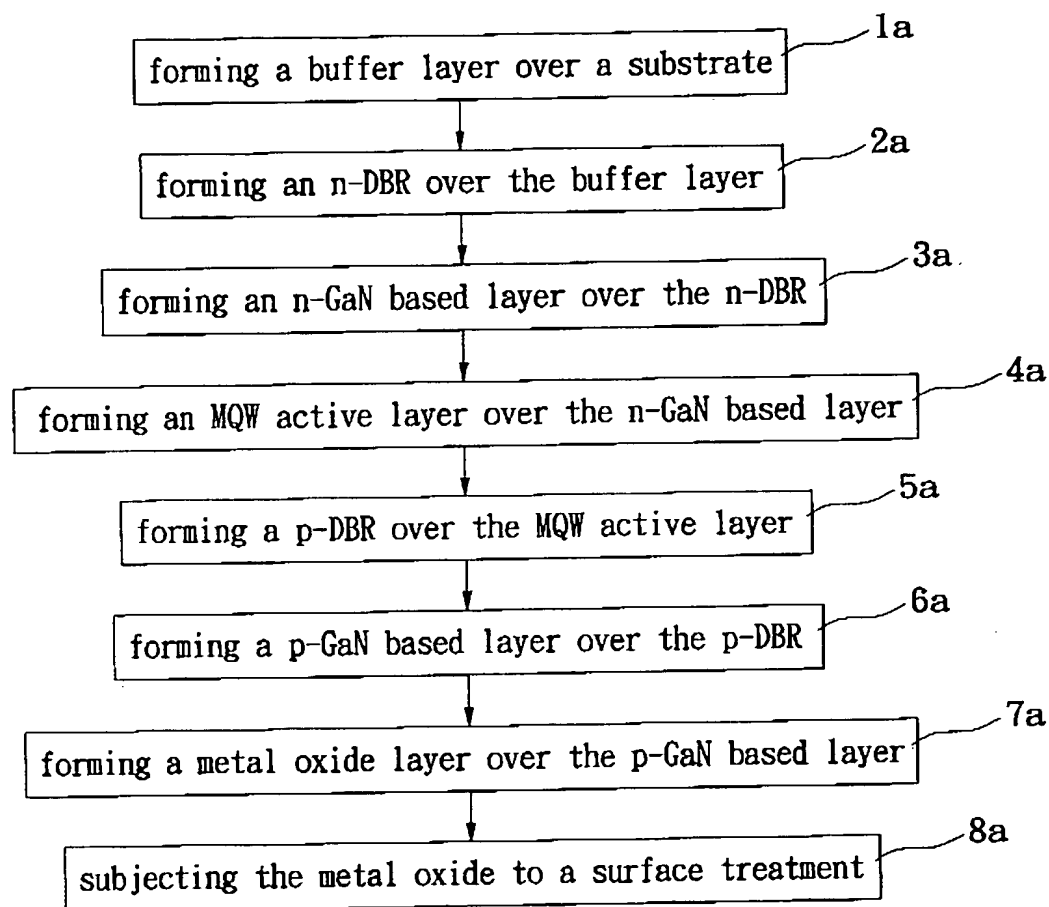 1a
forming a buffer layer over a substrate
2a
forming an n-DBR over the buffer layer
3a
forming an n-GaN based layer over the n-DBR
4a
forming an MQW active layer over the n-GaN based layer
5a
forming a p-DBR over the MQW active layer
6a
forming a p-GaN based layer over the p-DBR
7a
forming a metal oxide layer over the p-GaN based layer
8a
subjecting the metal oxide to a surface treatment